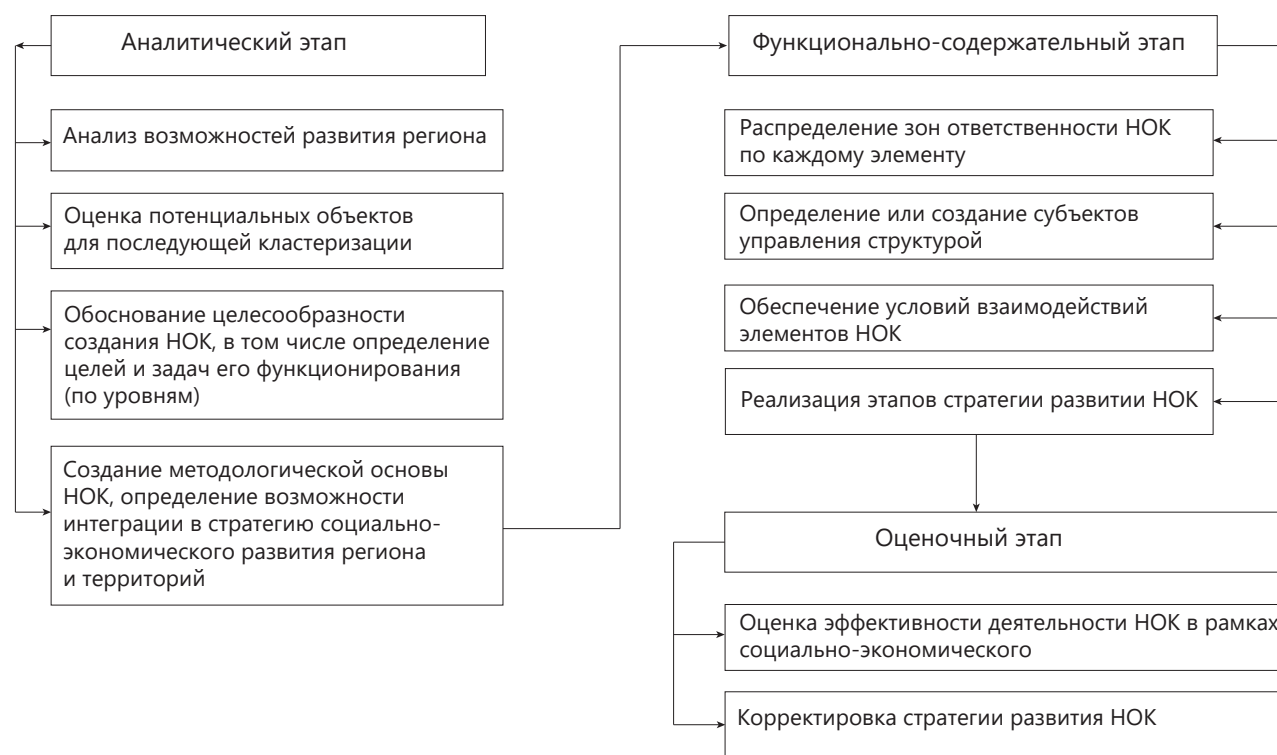 Аналитический этап
Анализ возможностей развития региона
Оценка потенциальных объектов
для последующей кластеризации
Обоснование целесообразности
создания НОК, в том числе определение
целей и задач его функционирования
(по уровням)
Создание методологической основы
НОК, определение возможности
интеграции в стратегию социально-
экономического развития региона
и территорий
Функционально-содержательный этап
Распределение зон ответственности НОК
по каждому элементу
Определение или создание субъектов
управления структурой
Обеспечение условий взаимодействий
элементов НОК
Реализация этапов стратегии развитии НОК
Оценочный этап
Оценка эффективности деятельности НОК в рамках
социально-экономического
Корректировка стратегии развития НОК